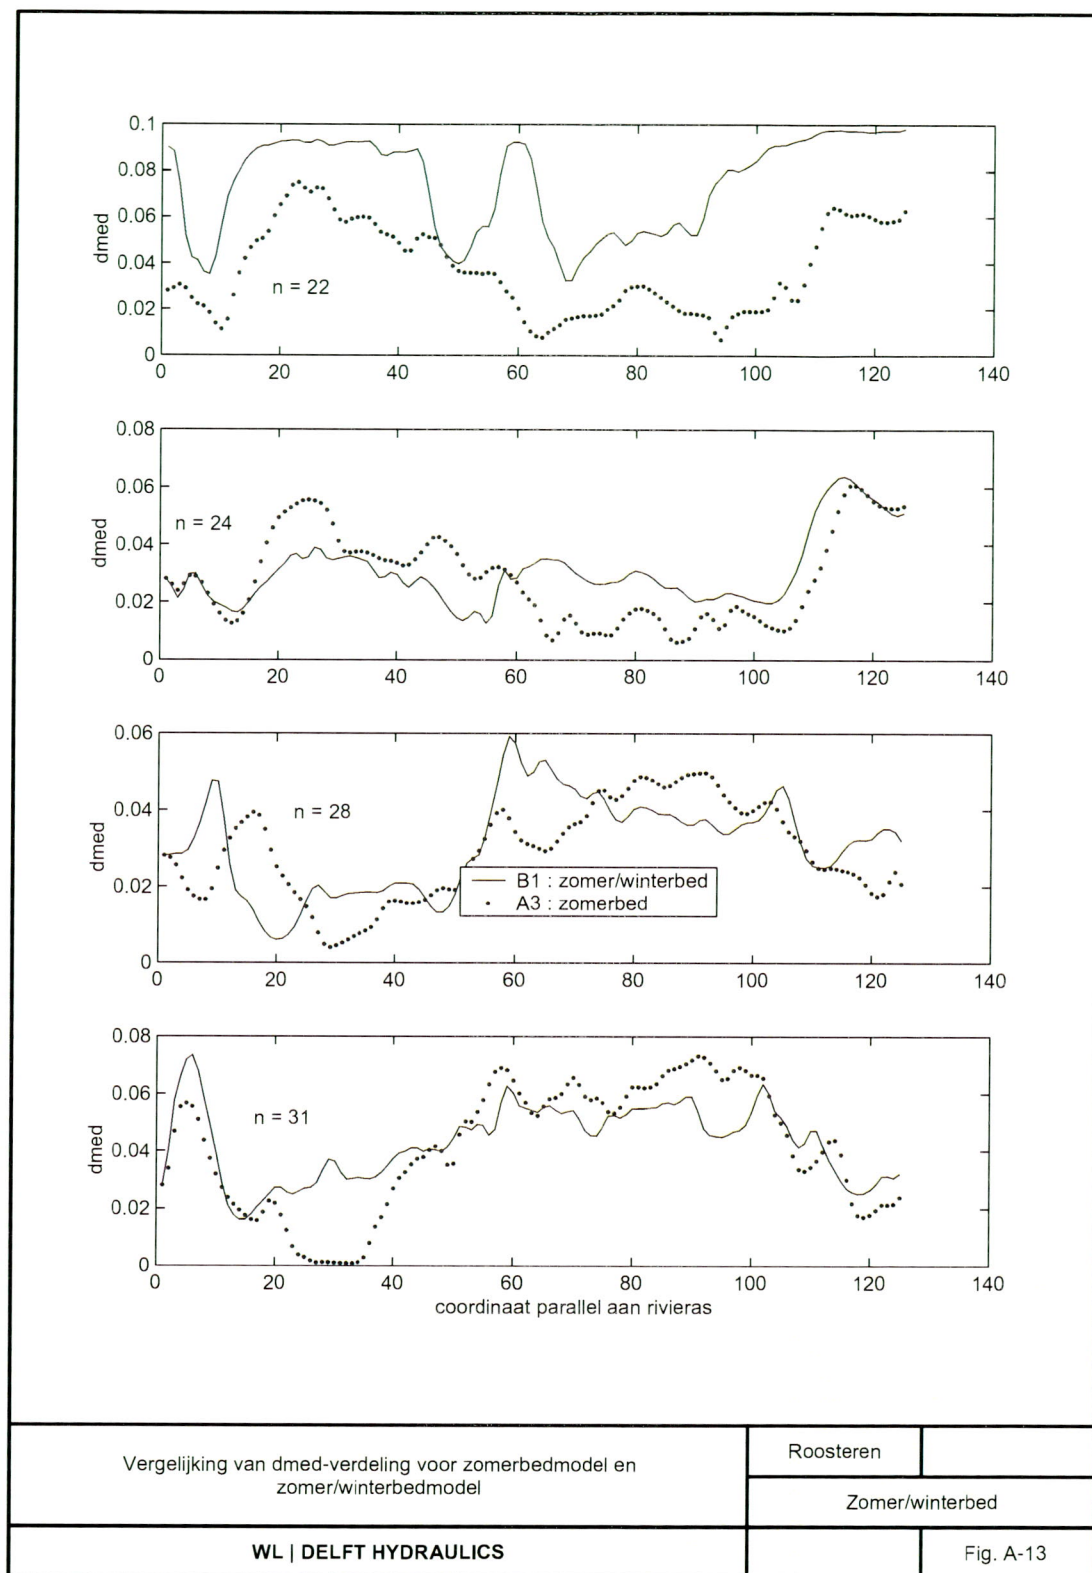 0.1
0.08
0.06
0.04
0.02
0
dmed
n = 22
0 20 40 60 80 100 120 140
0.08
0.06
0.04
0.02
0
dmed
n = 24
0 20 40 60 80 100 120 140
0.06
0.04
0.02
0
dmed
n = 28
B1 : zomer/winterbed
A3 : zomerbed
0 20 40 60 80 100 120 140
0.08
0.06
0.04
0.02
0
dmed
n = 31
0 20 40 60 80 100 120 140
coordinaat parallel aan rivieras
Vergelijking van dmed-verdeling voor zomerbedmodel en
zomer/winterbedmodel
Roosteren
Zomer/winterbed
WL | DELFT HYDRAULICS
Fig. A-13